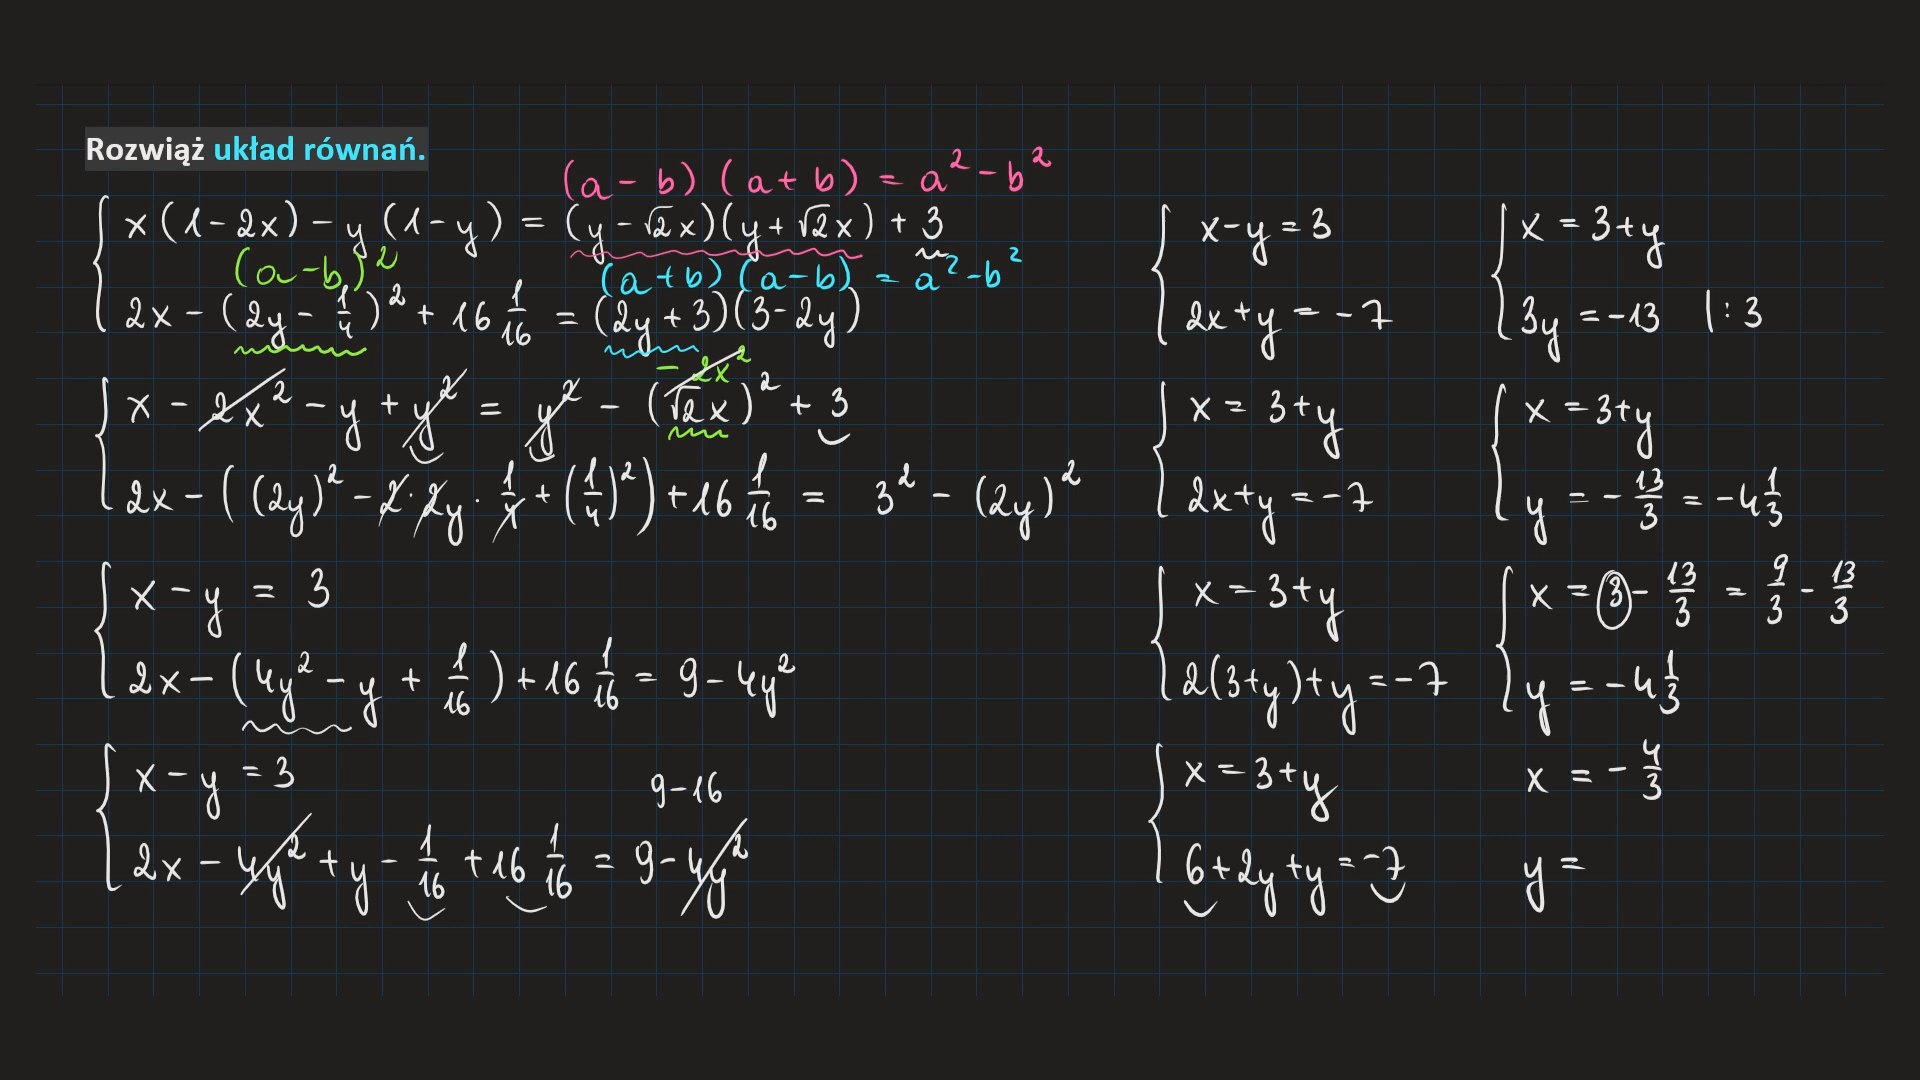 Rozwiąż układ równań.
(a - b) (a + b) = a² - b²
{ x(1 - 2x) - y(1 - y) = (y - √2x)(y + √2x) + 3
(a - b)² (a + b)(a - b) = a² - b²
2x - (2y - 1/4)² + 16 1/16 = (2y + 3)(3 - 2y)
- 2x²
{ x - 2x² - y + y² = y² - (√2x)² + 3
2x - ((2y)² - 2 · 2y · 1/4 + (1/4)²) + 16 1/16 = 3² - (2y)²
{ x - y = 3
2x - (4y² - y + 1/16) + 16 1/16 = 9 - 4y²
{ x - y = 3
9 - 16
2x - 4y² + y - 1/16 + 16 1/16 = 9 - 4y²
{ x - y = 3
2x + y = -7
{ x = 3 + y
2x + y = -7
{ x = 3 + y
2(3 + y) + y = -7
{ x = 3 + y
6 + 2y + y = -7
{ x = 3 + y
3y = -13 |: 3
{ x = 3 + y
y = - 13/3 = -4 1/3
{ x = 3 - 13/3 = 9/3 - 13/3
y = -4 1/3
x = - 4/3
y =